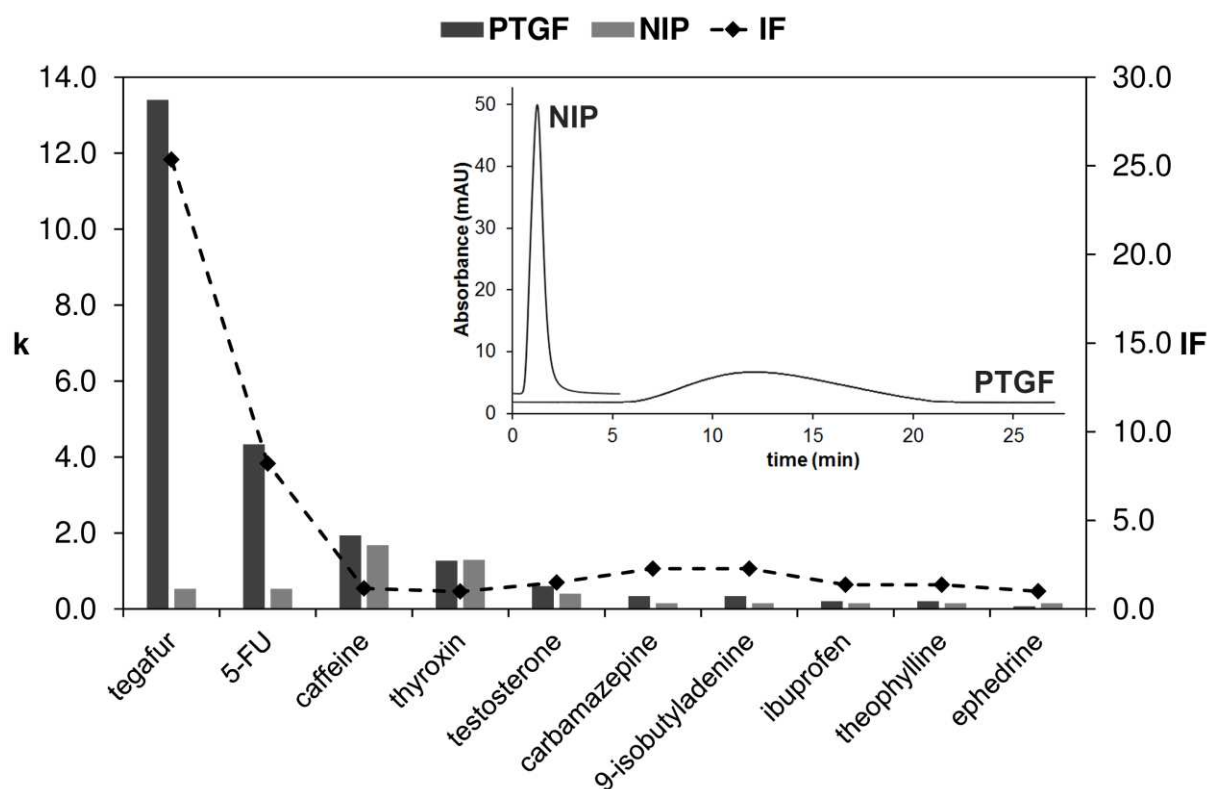 PTGF NIP IF
14.0
12.0
10.0
8.0
6.0
4.0
2.0
0.0
k
30.0
25.0
20.0
15.0
10.0
5.0
0.0
IF
50
40
30
20
10
0
Absorbance (mAU)
NIP
PTGF
0 5 10 15 20 25
time (min)
tegafur
5-FU
caffeine
thyroxin
testosterone
carbamazepine
9-isobutyladenine
ibuprofen
theophylline
ephedrine